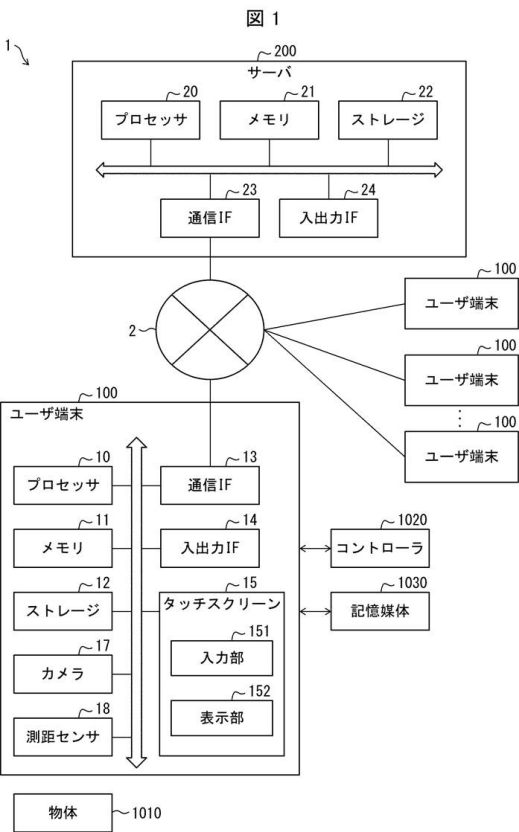 図 1
1
200
サーバ
20
21
22
プロセッサ
メモリ
ストレージ
23
24
通信IF
入出力IF
2
100
ユーザ端末
100
ユーザ端末
100
ユーザ端末
100
ユーザ端末
10
13
プロセッサ
通信IF
11
14
メモリ
入出力IF
1020
コントローラ
12
15
ストレージ
タッチスクリーン
1030
記憶媒体
151
入力部
17
カメラ
152
表示部
18
測距センサ
物体
1010